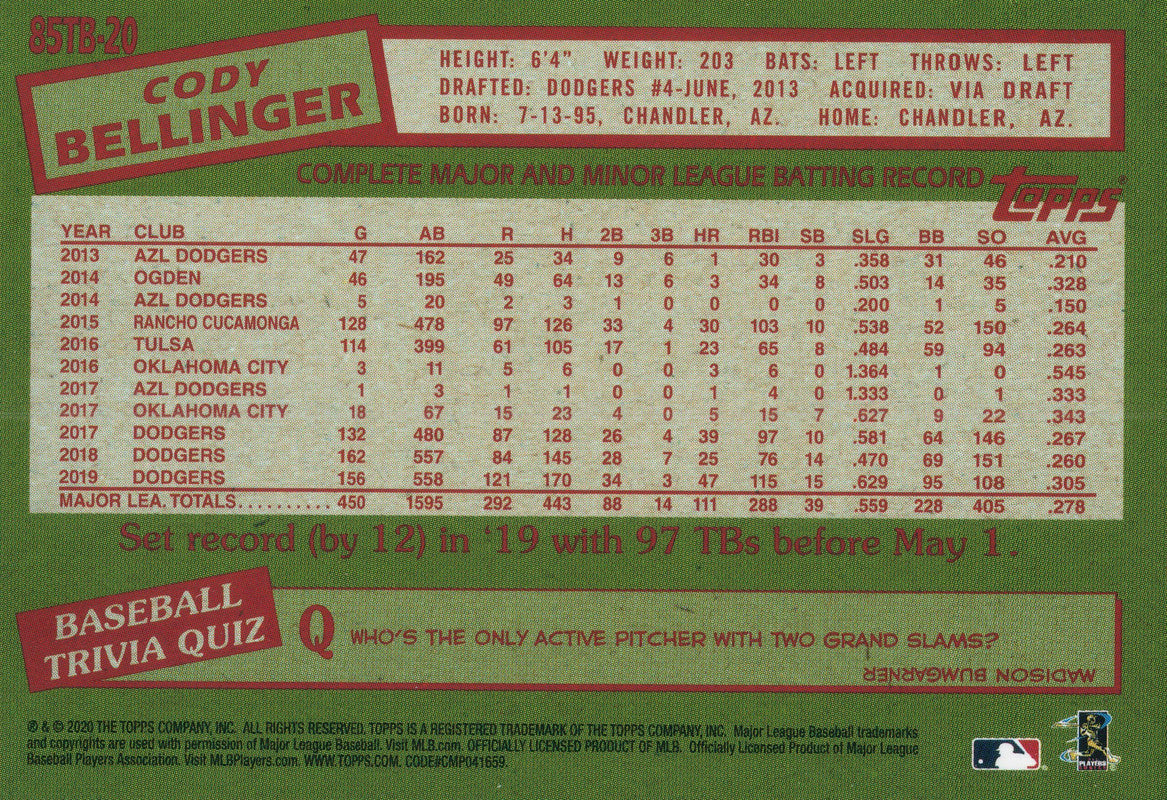 85TB-20
CODY
BELLINGER
HEIGHT: 6'4" WEIGHT: 203 BATS: LEFT THROWS: LEFT
DRAFTED: DODGERS #4-JUNE, 2013 ACQUIRED: VIA DRAFT
BORN: 7-13-95, CHANDLER, AZ. HOME: CHANDLER, AZ.
COMPLETE MAJOR AND MINOR LEAGUE BATTING RECORD
topps®
YEAR CLUB G AB R H 2B 3B HR RBI SB SLG BB SO AVG
2013 AZL DODGERS 47 162 25 34 9 6 1 30 3 .358 31 46 .210
2014 OGDEN 46 195 49 64 13 6 3 34 8 .503 14 35 .328
2014 AZL DODGERS 5 20 2 3 1 0 0 0 0 .200 1 5 .150
2015 RANCHO CUCAMONGA 128 478 97 126 33 4 30 103 10 .538 52 150 .264
2016 TULSA 114 399 61 105 17 1 23 65 8 .484 59 94 .263
2016 OKLAHOMA CITY 3 11 5 6 0 0 3 6 0 1.364 1 0 .545
2017 AZL DODGERS 1 3 1 1 0 0 1 4 0 1.333 0 1 .333
2017 OKLAHOMA CITY 18 67 15 23 4 0 5 15 7 .627 9 22 .343
2017 DODGERS 132 480 87 128 26 4 39 97 10 .581 64 146 .267
2018 DODGERS 162 557 84 145 28 7 25 76 14 .470 69 151 .260
2019 DODGERS 156 558 121 170 34 3 47 115 15 .629 95 108 .305
MAJOR LEA. TOTALS.......... 450 1595 292 443 88 14 111 288 39 .559 228 405 .278
Set record (by 12) in '19 with 97 TBs before May 1.
BASEBALL
TRIVIA QUIZ
Q WHO'S THE ONLY ACTIVE PITCHER WITH TWO GRAND SLAMS?
MADISON BUMGARNER
® & © 2020 THE TOPPS COMPANY, INC. ALL RIGHTS RESERVED. TOPPS IS A REGISTERED TRADEMARK OF THE TOPPS COMPANY, INC. Major League Baseball trademarks
and copyrights are used with permission of Major League Baseball. Visit MLB.com. OFFICIALLY LICENSED PRODUCT OF MLB. Officially Licensed Product of Major League
Baseball Players Association. Visit MLBPlayers.com. WWW.TOPPS.COM. CODE#CMP041659.
PLAYERS